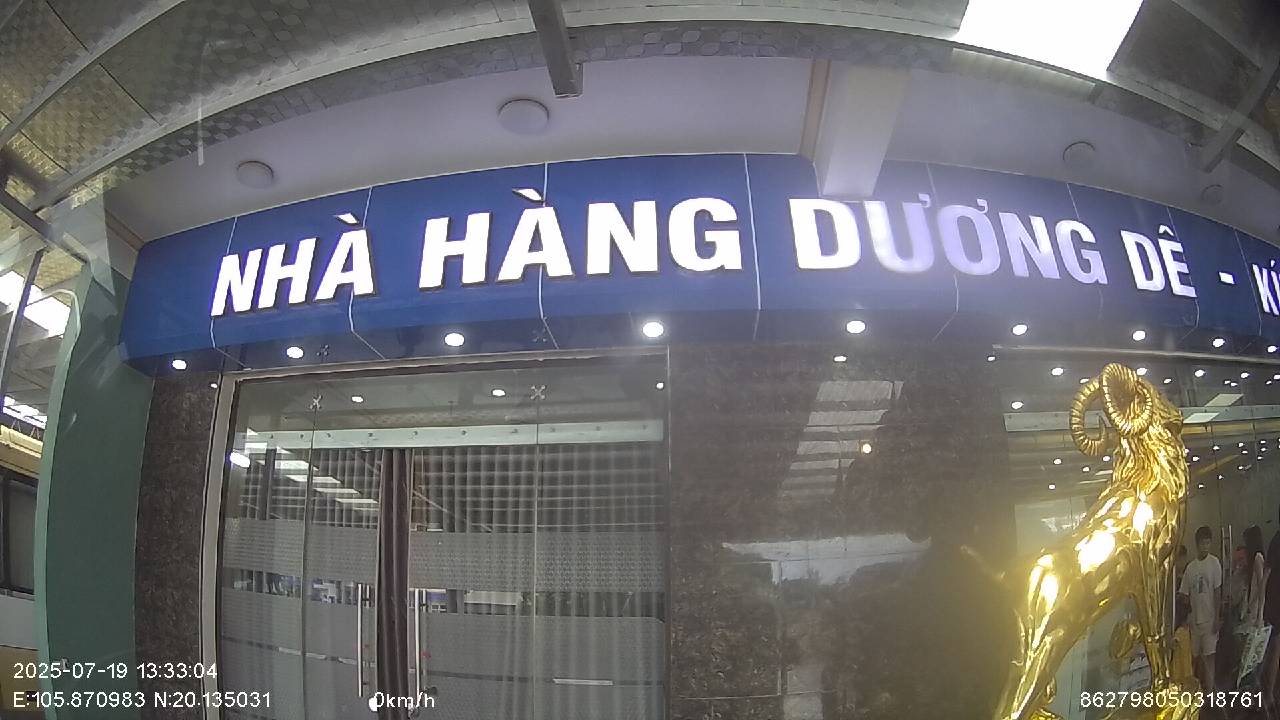 NHÀ HÀNG DƯƠNG DÊ -
2025-07-19 13:33:04
E:105.870983 N:20.135031
0km/h
862798050318761